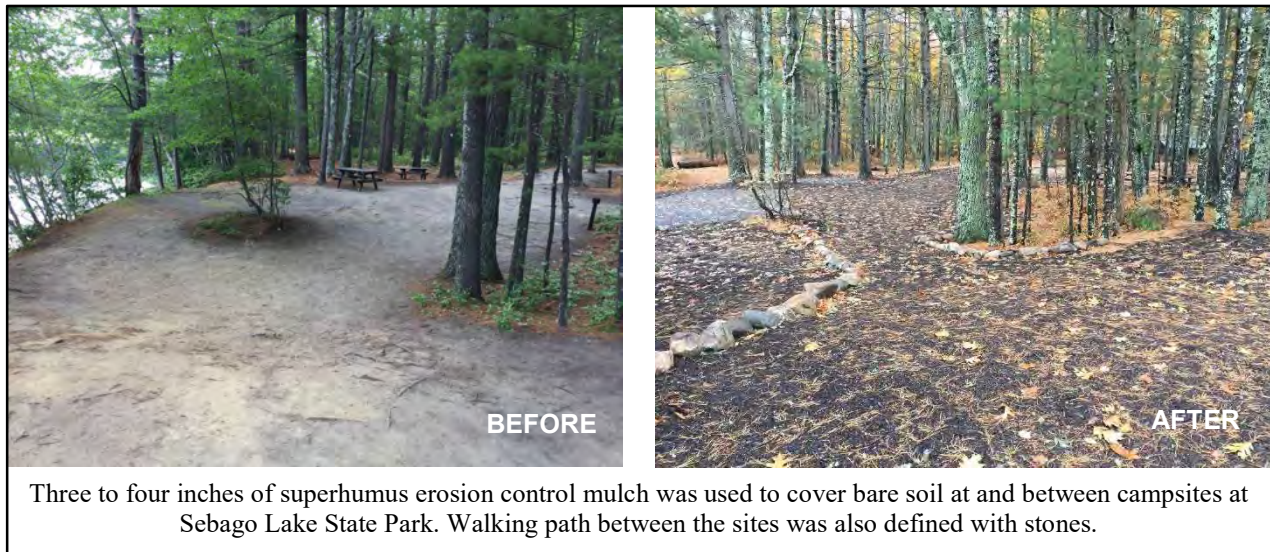 BEFORE
AFTER
Three to four inches of superhumus erosion control mulch was used to cover bare soil at and between campsites at
Sebago Lake State Park. Walking path between the sites was also defined with stones.